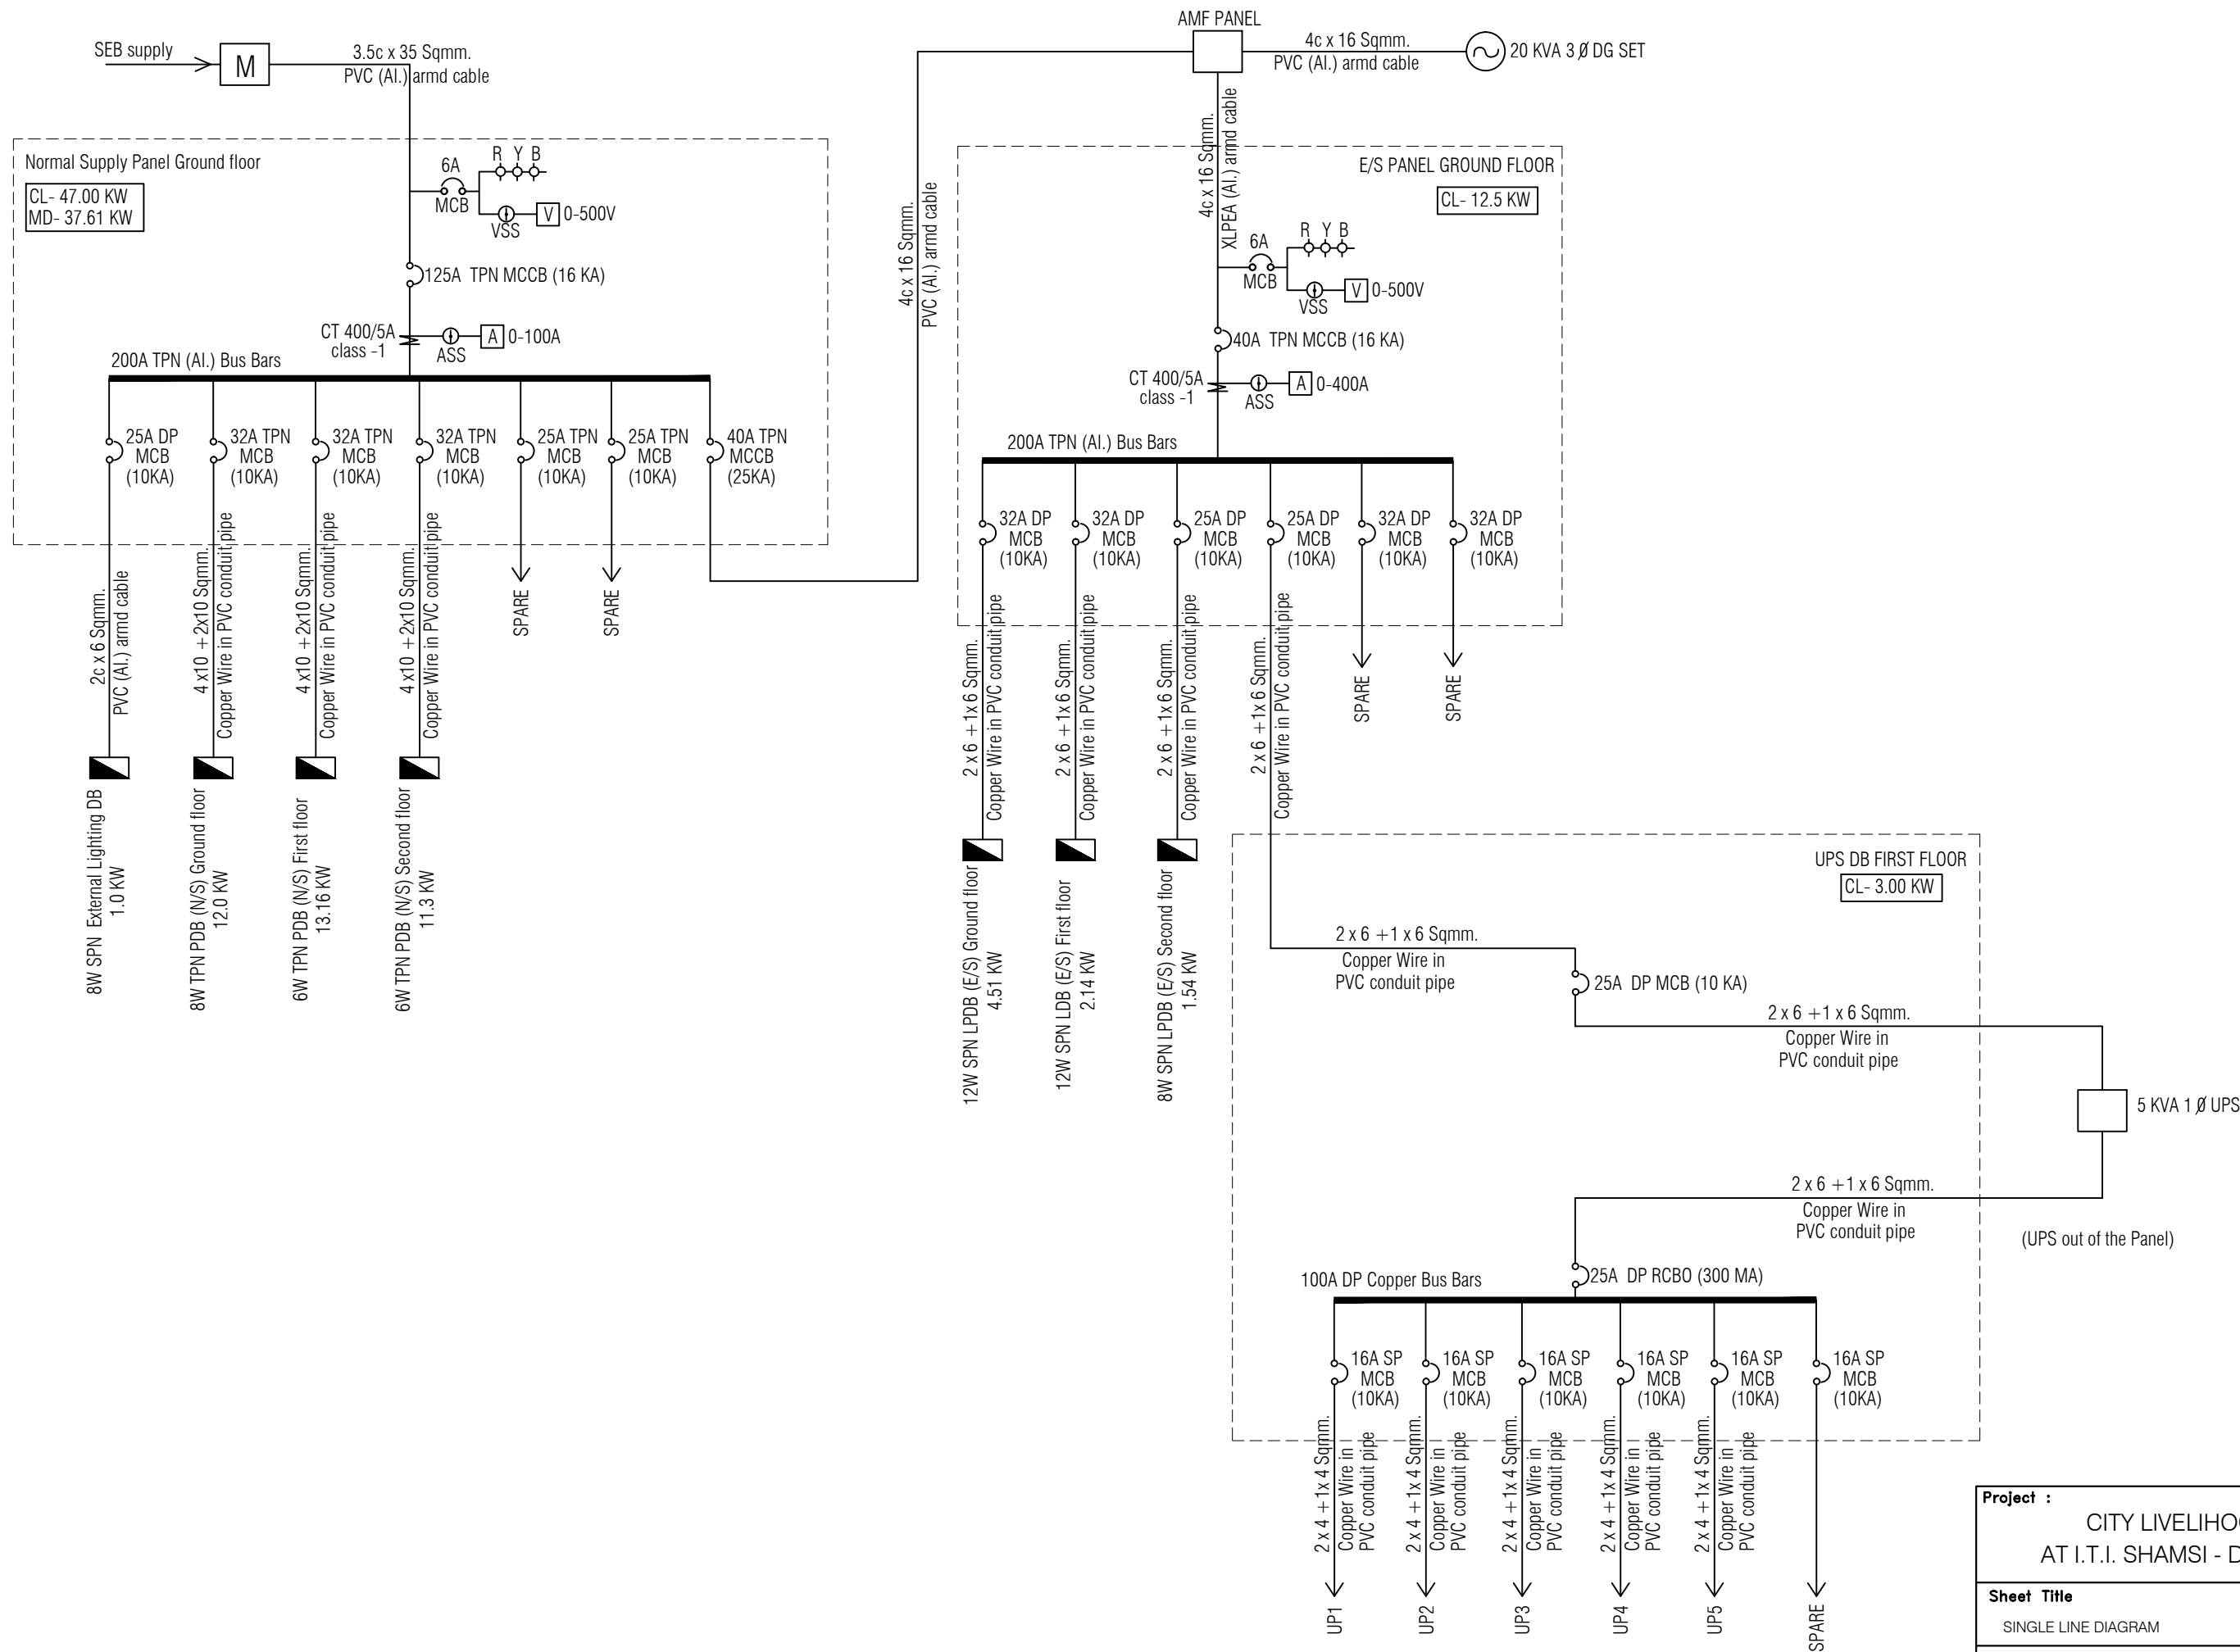 SEB supply
M
3.5c x 35 Sqmm.
PVC (Al.) armd cable
AMF PANEL
4c x 16 Sqmm.
PVC (Al.) armd cable
20 KVA 3 Ø DG SET
Normal Supply Panel Ground floor
CL- 47.00 KW
MD- 37.61 KW
6A
MCB
R Y B
VSS
V
0-500V
125A TPN MCCB (16 KA)
CT 400/5A
class -1
ASS
A
0-100A
200A TPN (Al.) Bus Bars
25A DP
MCB
(10KA)
32A TPN
MCB
(10KA)
32A TPN
MCB
(10KA)
32A TPN
MCB
(10KA)
25A TPN
MCB
(10KA)
25A TPN
MCB
(10KA)
40A TPN
MCCB
(25KA)
2c x 6 Sqmm.
PVC (Al.) armd cable
4 x10 +2x10 Sqmm.
Copper Wire in PVC conduit pipe
4 x10 +2x10 Sqmm.
Copper Wire in PVC conduit pipe
4 x10 +2x10 Sqmm.
Copper Wire in PVC conduit pipe
SPARE
SPARE
8W SPN External Lighting DB
1.0 KW
8W TPN PDB (N/S) Ground floor
12.0 KW
6W TPN PDB (N/S) First floor
13.16 KW
6W TPN PDB (N/S) Second floor
11.3 KW
4c x 16 Sqmm.
PVC (Al.) armd cable
4c x 16 Sqmm.
XLPEA (Al.) armd cable
E/S PANEL GROUND FLOOR
CL- 12.5 KW
6A
MCB
R Y B
VSS
V
0-500V
40A TPN MCCB (16 KA)
CT 400/5A
class -1
ASS
A
0-400A
200A TPN (Al.) Bus Bars
32A DP
MCB
(10KA)
32A DP
MCB
(10KA)
25A DP
MCB
(10KA)
25A DP
MCB
(10KA)
32A DP
MCB
(10KA)
32A DP
MCB
(10KA)
2 x 6 +1x 6 Sqmm.
Copper Wire in PVC conduit pipe
2 x 6 +1x 6 Sqmm.
Copper Wire in PVC conduit pipe
2 x 6 +1x 6 Sqmm.
Copper Wire in PVC conduit pipe
2 x 6 +1x 6 Sqmm.
Copper Wire in PVC conduit pipe
SPARE
SPARE
12W SPN LPDB (E/S) Ground floor
4.51 KW
12W SPN LDB (E/S) First floor
2.14 KW
8W SPN LPDB (E/S) Second floor
1.54 KW
UPS DB FIRST FLOOR
CL- 3.00 KW
2 x 6 +1 x 6 Sqmm.
Copper Wire in
PVC conduit pipe
25A DP MCB (10 KA)
2 x 6 +1 x 6 Sqmm.
Copper Wire in
PVC conduit pipe
5 KVA 1 Ø UPS
2 x 6 +1 x 6 Sqmm.
Copper Wire in
PVC conduit pipe
(UPS out of the Panel)
25A DP RCBO (300 MA)
100A DP Copper Bus Bars
16A SP
MCB
(10KA)
16A SP
MCB
(10KA)
16A SP
MCB
(10KA)
16A SP
MCB
(10KA)
16A SP
MCB
(10KA)
16A SP
MCB
(10KA)
2 x 4 +1x 4 Sqmm.
Copper Wire in
PVC conduit pipe
2 x 4 +1x 4 Sqmm.
Copper Wire in
PVC conduit pipe
2 x 4 +1x 4 Sqmm.
Copper Wire in
PVC conduit pipe
2 x 4 +1x 4 Sqmm.
Copper Wire in
PVC conduit pipe
2 x 4 +1x 4 Sqmm.
Copper Wire in
PVC conduit pipe
UP1
UP2
UP3
UP4
UP5
SPARE
Project :
CITY
AT I.T.I. SHAMSI -
Sheet Title
SINGLE LINE DIAGRAM